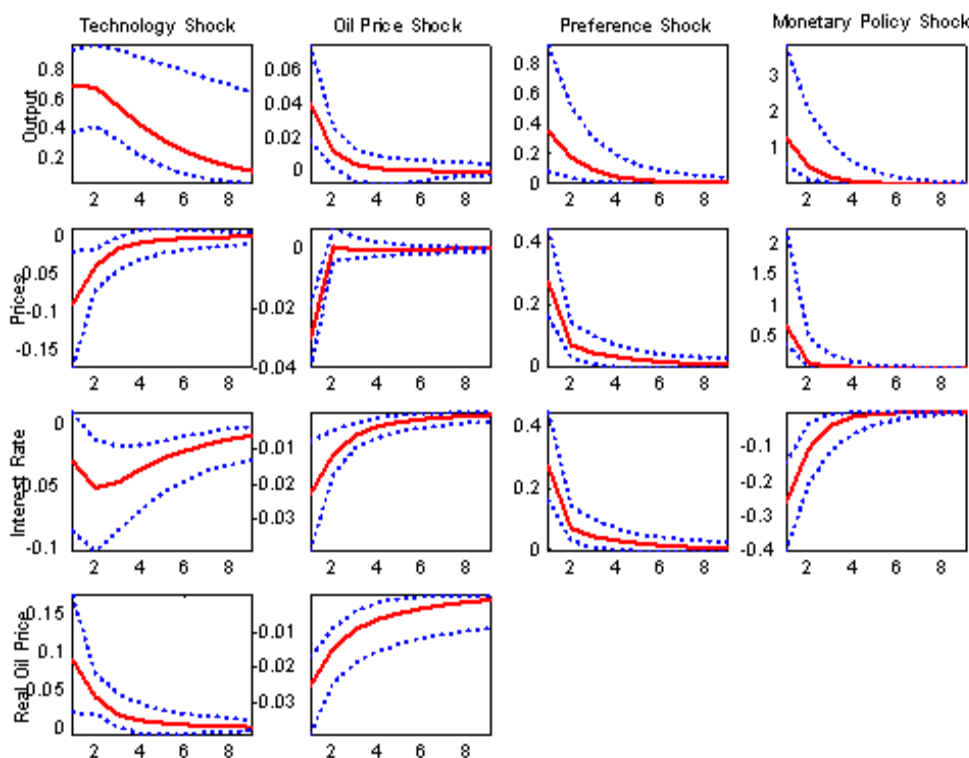 Technology Shock Oil Price Shock Preference Shock Monetary Policy Shock
Output
0.8
0.6
0.4
0.2
2 4 6 8
0.06
0.04
0.02
0
2 4 6 8
0.8
0.6
0.4
0.2
0
2 4 6 8
3
2
1
0
2 4 6 8
Prices
0
-0.05
-0.1
-0.15
2 4 6 8
0
-0.02
-0.04
2 4 6 8
0.4
0.2
0
2 4 6 8
2
1.5
1
0.5
2 4 6 8
Interest Rate
0
-0.05
-0.1
2 4 6 8
-0.01
-0.02
-0.03
2 4 6 8
0.4
0.2
0
2 4 6 8
-0.1
-0.2
-0.3
-0.4
2 4 6 8
Real Oil Price
0.15
0.1
0.05
0
2 4 6 8
-0.01
-0.02
-0.03
2 4 6 8